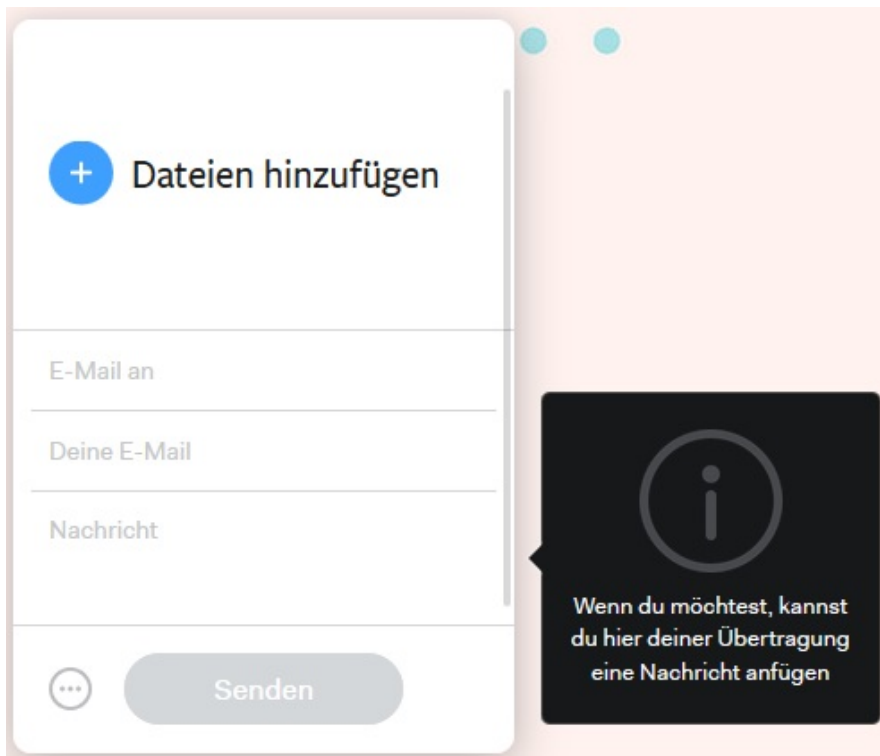 Dateien hinzufügen
E-Mail an
Deine E-Mail
Nachricht
Wenn du möchtest, kannst
du hier deiner Übertragung
eine Nachricht anfügen
Senden